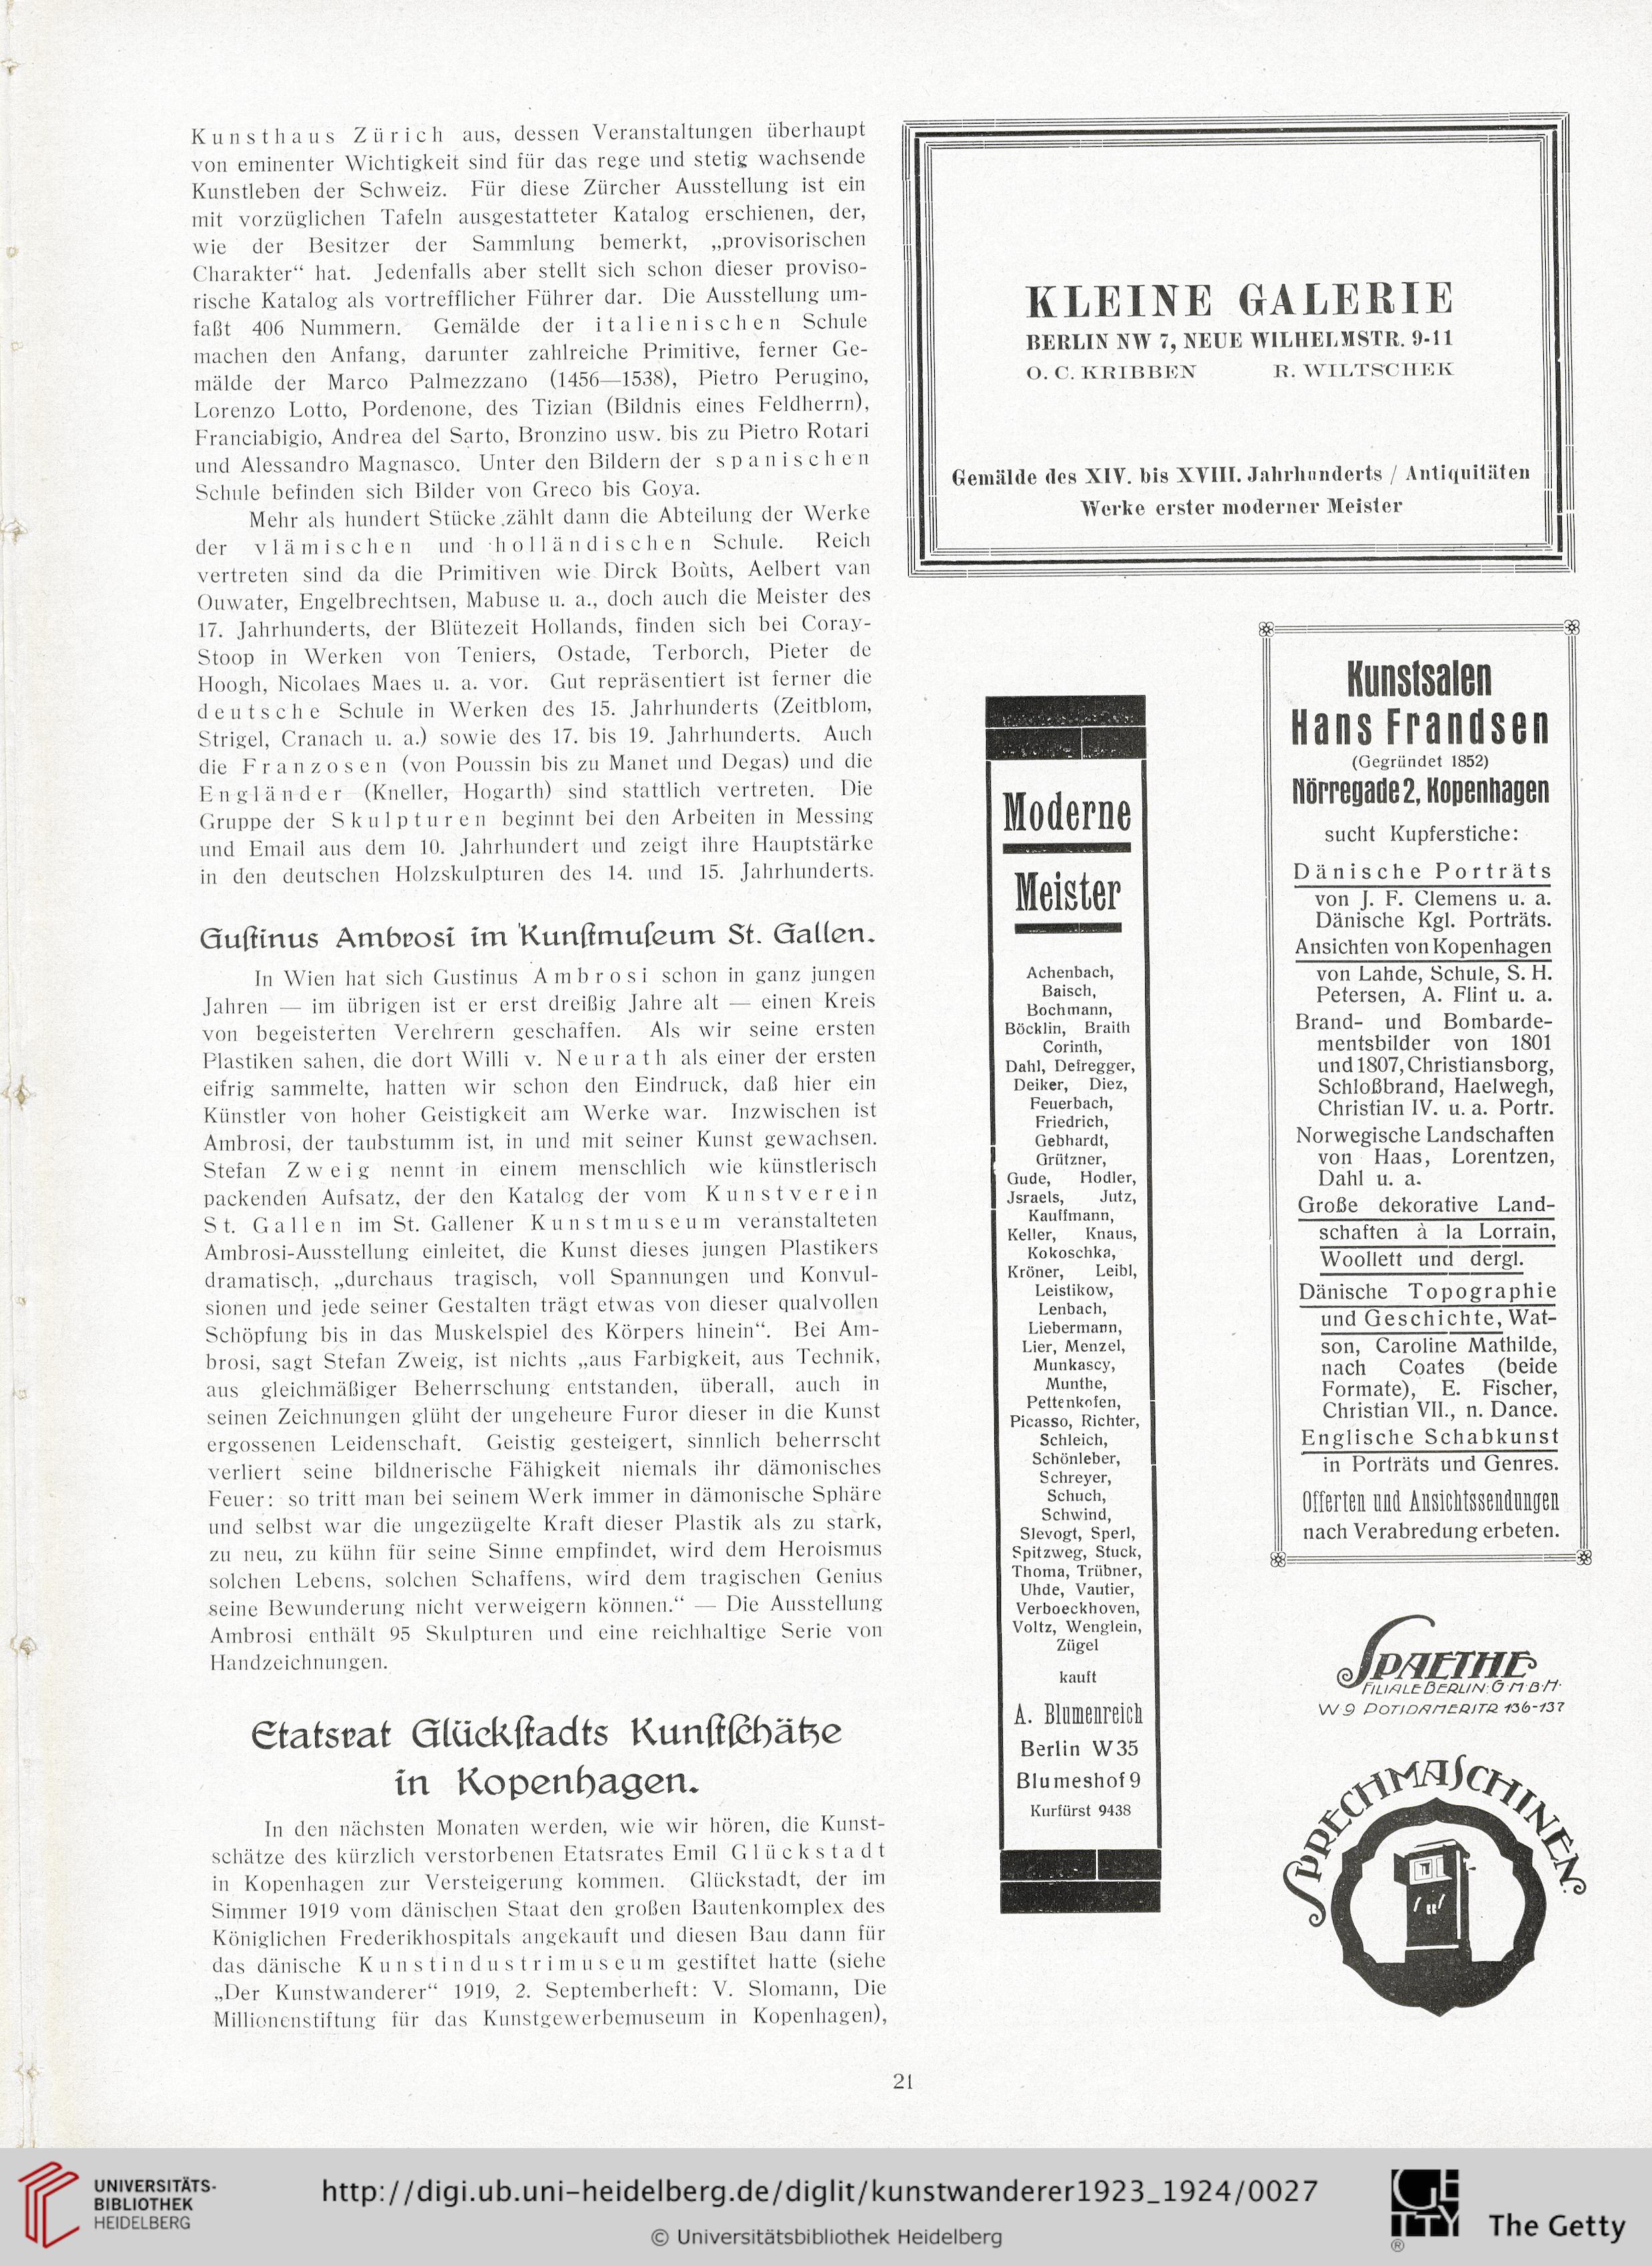 Kunsthaus Zürich aus, dessen Veranstaltungen überhaupt
von eminenter Wichtigkeit sind für das rege und stetig wachsende
Kunstleben der Schweiz. Für diese Zürcher Ausstellung ist ein
mit vorzüglichen Tafeln ausgestatteter Katalog erschienen, der,
wie der Besitzer der Sammlung bemerkt, „provisorischen
Charakter“ hat. Jedenfalls aber stellt sich schon dieser proviso-
rische Katalog als vortrefflicher Führer dar. Die Ausstellung um-
faßt 406 Nummern. Gemälde der italienischen Schule
machen den Anfang, darunter zahlreiche Primitive, ferner Ge-
mälde der Marco Palmezzano (1456—1538), Pietro Perugino,
Lorenzo Lotto, Pordenone, des Tizian (Bildnis eines Feldherrn),
Franciabigio, Andrea del Sarto, Bronzino usw. bis zu Pietro Rotari
und Alessandro Magnasco. Unter den Bildern der spanischen
Schule befinden sich Bilder von Greco bis Goya.
Mehr als hundert Stücke zählt dann die Abteilung der Werke
der vlämischen und holländischen Schule. Reich
vertreten sind da die Primitiven wie Dirck Boùts, Aelbert van
Ouwater, Engelbrechtsen, Mabuse u. a., doch auch die Meister des
17. Jahrhunderts, der Blütezeit Hollands, finden sich bei Coray-
Stoop in Werken von Teniers, Ostade, Terborch, Pieter de
Hoogh, Nicolaes Maes u. a. vor. Gut repräsentiert ist ferner die
deutsche Schule in Werken des 15. Jahrhunderts (Zeitblom,
Strigel, Cranach u. a.) sowie des 17. bis 19. Jahrhunderts. Auch
die Franzosen (von Poussin bis zu Manet und Degas) und die
Engländer (Kneller, Hogarth) sind stattlich vertreten. Die
Gruppe der Skulpturen beginnt bei den Arbeiten in Messing
und Email aus dem 10. Jahrhundert und zeigt ihre Hauptstärke
in den deutschen Holzskulpturen des 14. und 15. Jahrhunderts.
Guſtinus Ambrosi im Kunſtmuſeum St. Gallen.
In Wien hat sich Gustinus Ambrosi schon in ganz jungen
Jahren — im übrigen ist er erst dreißig Jahre alt — einen Kreis
von begeisterten Verehrern geschaffen. Als wir seine ersten
Plastiken sahen, die dort Willi v. Neurath als einer der ersten
eifrig sammelte, hatten wir schon den Eindruck, daß hier ein
Künstler von hoher Geistigkeit am Werke war. Inzwischen ist
Ambrosi, der taubstumm ist, in und mit seiner Kunst gewachsen.
Stefan Zweig nennt in einem menschlich wie künstlerisch
packenden Aufsatz, der den Katalog der vom Kunstverein
St. Gallen im St. Gallener Kunstmuseum veranstalteten
Ambrosi-Ausstellung einleitet, die Kunst dieses jungen Plastikers
dramatisch, „durchaus tragisch, voll Spannungen und Konvul-
sionen und jede seiner Gestalten trägt etwas von dieser qualvollen
Schöpfung bis in das Muskelspiel des Körpers hinein“. Bei Am-
brosi, sagt Stefan Zweig, ist nichts „aus Farbigkeit, aus Technik,
aus gleichmäßiger Beherrschung entstanden, überall, auch in
seinen Zeichnungen glüht der ungeheure Furor dieser in die Kunst
ergossenen Leidenschaft. Geistig gesteigert, sinnlich beherrscht
verliert seine bildnerische Fähigkeit niemals ihr dämonisches
Feuer: so tritt man bei seinem Werk immer in dämonische Sphäre
und selbst war die ungezügelte Kraft dieser Plastik als zu stark,
zu neu, zu kühn für seine Sinne empfindet, wird dem Heroismus
solchen Lebens, solchen Schaffens, wird dem tragischen Genius
seine Bewunderung nicht verweigern können.“ — Die Ausstellung
Ambrosi enthält 95 Skulpturen und eine reichhaltige Serie von
Handzeichnungen.
Etatsrat Glückſtadts Kunſtſchätze
in Kopenhagen.
In den nächsten Monaten werden, wie wir hören, die Kunst-
schätze des kürzlich verstorbenen Etatsrates Emil Glückstadt
in Kopenhagen zur Versteigerung kommen. Glückstadt, der im
Simmer 1919 vom dänischen Staat den großen Bautenkomplex des
Königlichen Frederikhospitals angekauft und diesen Bau dann für
das dänische Kunstindustrimuseum gestiftet hatte (siehe
„Der Kunstwanderer“ 1919, 2. Septemberheft: V. Slomann, Die
Millionenstiftung für das Kunstgewerbemuseum in Kopenhagen),
KLEINE GALERIE
BERLIN NW 7, NEUE WILHELMSTR. 9-11
O. C. KRIBBEN R. WILTSCHEK
Gemälde des XIV. bis XVIII. Jahrhunderts / Antiquitäten
Werke erster moderner Meister
Moderne
Meister
Achenbach,
Baisch,
Bochmann,
Böcklin, Braith
Corinth,
Dahl, Defregger,
Deiker, Diez,
Feuerbach,
Friedrich,
Gebhardt,
Grützner,
Gude, Hodler,
Jsraels, Jutz,
Kauffmann,
Keller, Knaus,
Kokoschka,
Kröner, Leibl,
Leistikow,
Lenbach,
Liebermann,
Lier, Menzel,
Munkascy,
Munthe,
Pettenkofen,
Picasso, Richter,
Schleich,
Schönleber,
Schreyer,
Schuch,
Schwind,
Slevogt, Sperl,
Spitzweg, Stuck,
Thoma, Trübner,
Uhde, Vautier,
Verboeckhoven,
Voltz, Wenglein,
Zügel
kauft
A. Blumenreich
Berlin W 35
Blumeshof 9
Kurfürst 9438
Kunstsalen
Hans Frandsen
(Gegründet 1852)
Nörregade 2, Kopenhagen
sucht Kupferstiche:
Dänische Porträts
von J. F. Clemens u. a.
Dänische Kgl. Porträts.
Ansichten von Kopenhagen
von Lahde, Schule, S. H.
Petersen, A. Flint u. a.
Brand- und Bombarde-
mentsbilder von 1801
und 1807, Christiansborg,
Schloßbrand, Haelwegh,
Christian IV. u. a. Portr.
Norwegische Landschaften
von Haas, Lorentzen,
Dahl u. a.
Große dekorative Land-
schaften à la Lorrain,
Woollett und dergl.
Dänische Topographie
und Geschichte, Wat-
son, Caroline Mathilde,
nach Coates (beide
Formate), E. Fischer,
Christian VII., n. Dance.
Englische Schabkunst
in Porträts und Genres.
Offerten und Ansichtssendungen
nach Verabredung erbeten.
SPAETHE
FILIALE BERLIN: G M B H.
W 9 POTSDAMERSTR 136-137
SPRECHMASCHINEN.
21
UNIVERSITÄTS-
BIBLIOTHEK
HEIDELBERG
http://digi.ub.uni-heidelberg.de/diglit/kunstwanderer1923_1924/0027
© Universitätsbibliothek Heidelberg
GETTY
®
The Getty